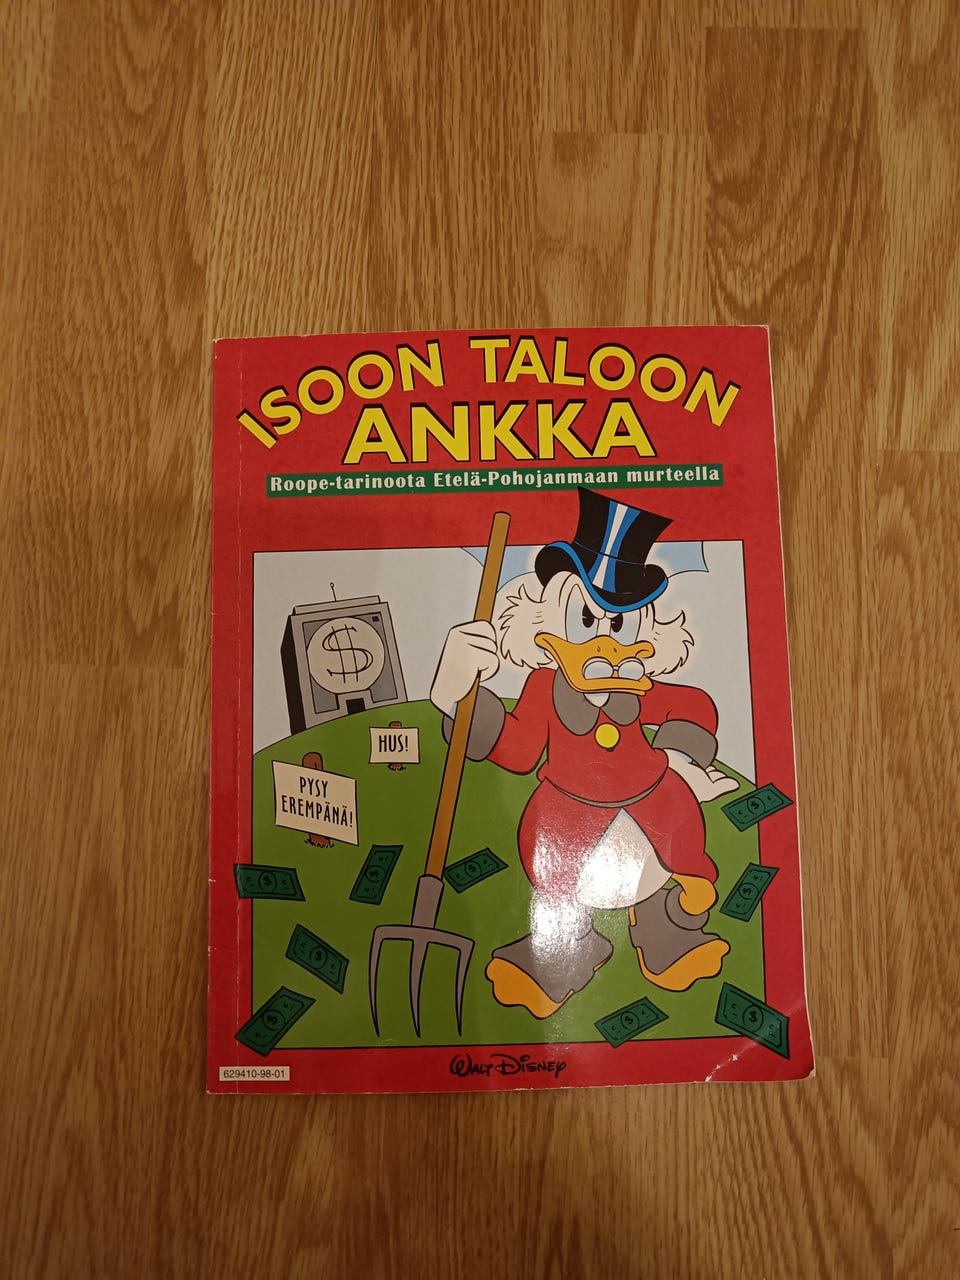 ISOON TALOON
ANKKA
Roope-tarinoota Etelä-Pohojanmaan murteella
$
HUS!
PYSY
EREMPÄNÄ!
WALT DISNEY
629410-98-01